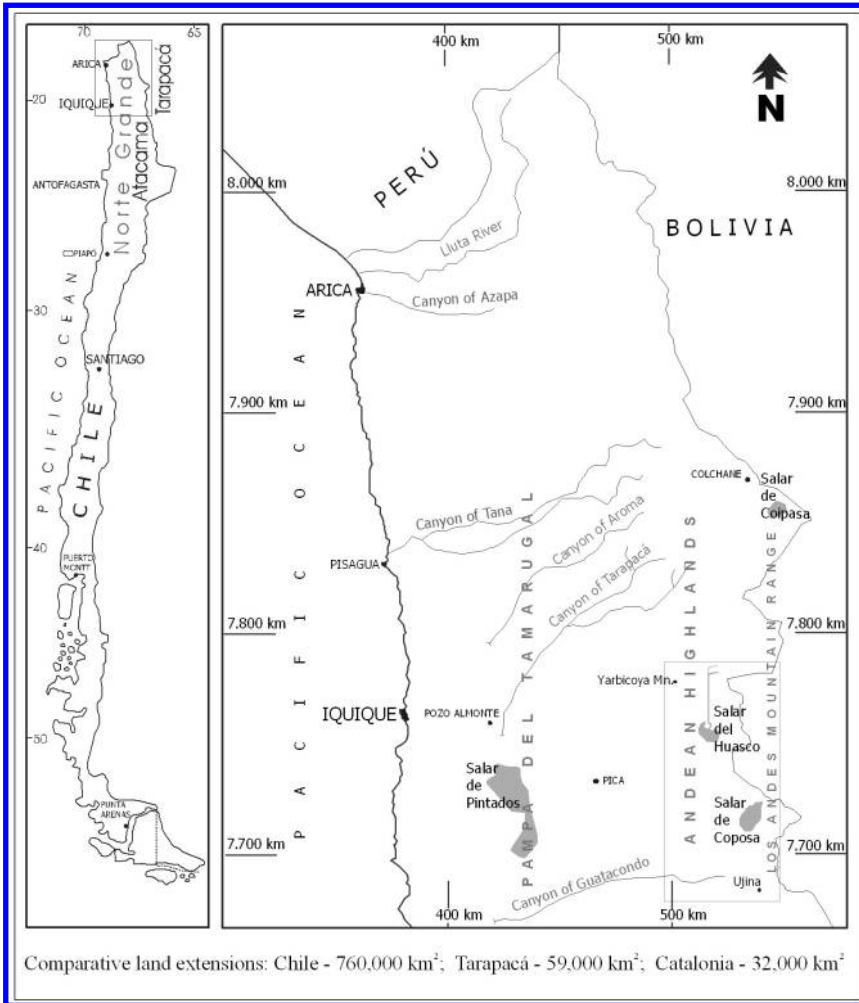 70
65
ARICA
Norte Grande
Tarapacá
20
IQUIQUE
Atacama
ANTOFAGASTA
PIAPÓ
30
PACIFIC OCEAN
SANTIAGO
CHILE
40
PUERTO
MONTT
50
PUNTA
ARENAS
400 km
500 km
N
PERÚ
8.000 km
8.000 km
BOLIVIA
Lluta River
ARICA
Canyon of Azapa
PACIFIC OCEAN
7.900 km
7.900 km
COLCHANE
Salar
de
Coipasa
Canyon of Tana
Canyon of Aroma
PISAGUA
Canyon of Tarapacá
PAMPA DEL TAMARUGAL
ANDEAN HIGHLANDS
LOS ANDES MOUNTAIN RANGE
7.800 km
7.800 km
Yarbicoya Mn.
IQUIQUE
POZO ALMONTE
Salar
del
Huasco
Salar
de
Pintados
PICA
Salar
de
Coposa
7.700 km
7.700 km
Canyon of Guatacondo
Ujina
400 km
500 km
Comparative land extensions: Chile - 760,000 km²; Tarapacá - 59,000 km²; Catalonia - 32,000 km²